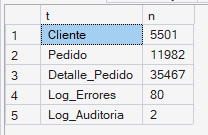 t n
1 Cliente 5501
2 Pedido 11982
3 Detalle_Pedido 35467
4 Log_Errores 80
5 Log_Auditoria 2